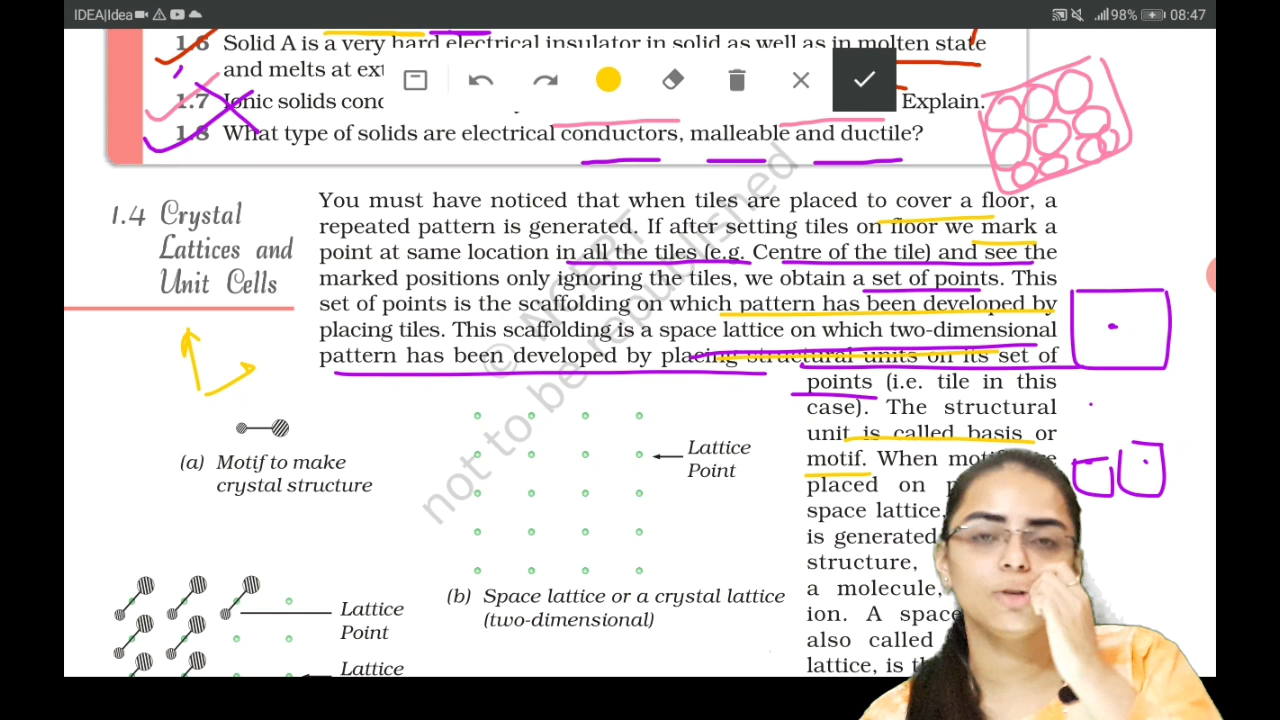 IDEA|Idea 98% 08:47
1.6 Solid A is a very hard electrical insulator in solid as well as in molten state
and melts at
1.7 Ionic solids Explain.
1.8 What type of solids are electrical conductors, malleable and ductile?
1.4 Crystal
Lattices and
Unit Cells
You must have noticed that when tiles are placed to cover a floor, a
repeated pattern is generated. If after setting tiles on floor we mark a
point at same location in all the tiles (e.g. Centre of the tile) and see the
marked positions only ignoring the tiles, we obtain a set of points. This
set of points is the scaffolding on which pattern has been developed by
placing tiles. This scaffolding is a space lattice on which two-dimensional
pattern has been developed by placing structural units on its set of
points (i.e. tile in this
case). The structural
unit is called basis or
motif. When
placed on
space lattice,
is generated
structure,
a molecule,
ion. A space
also called
lattice, is
(a) Motif to make
crystal structure
Lattice
Point
(b) Space lattice or a crystal lattice
(two-dimensional)
Lattice
Point
Lattice
© NCERT
not to be republished